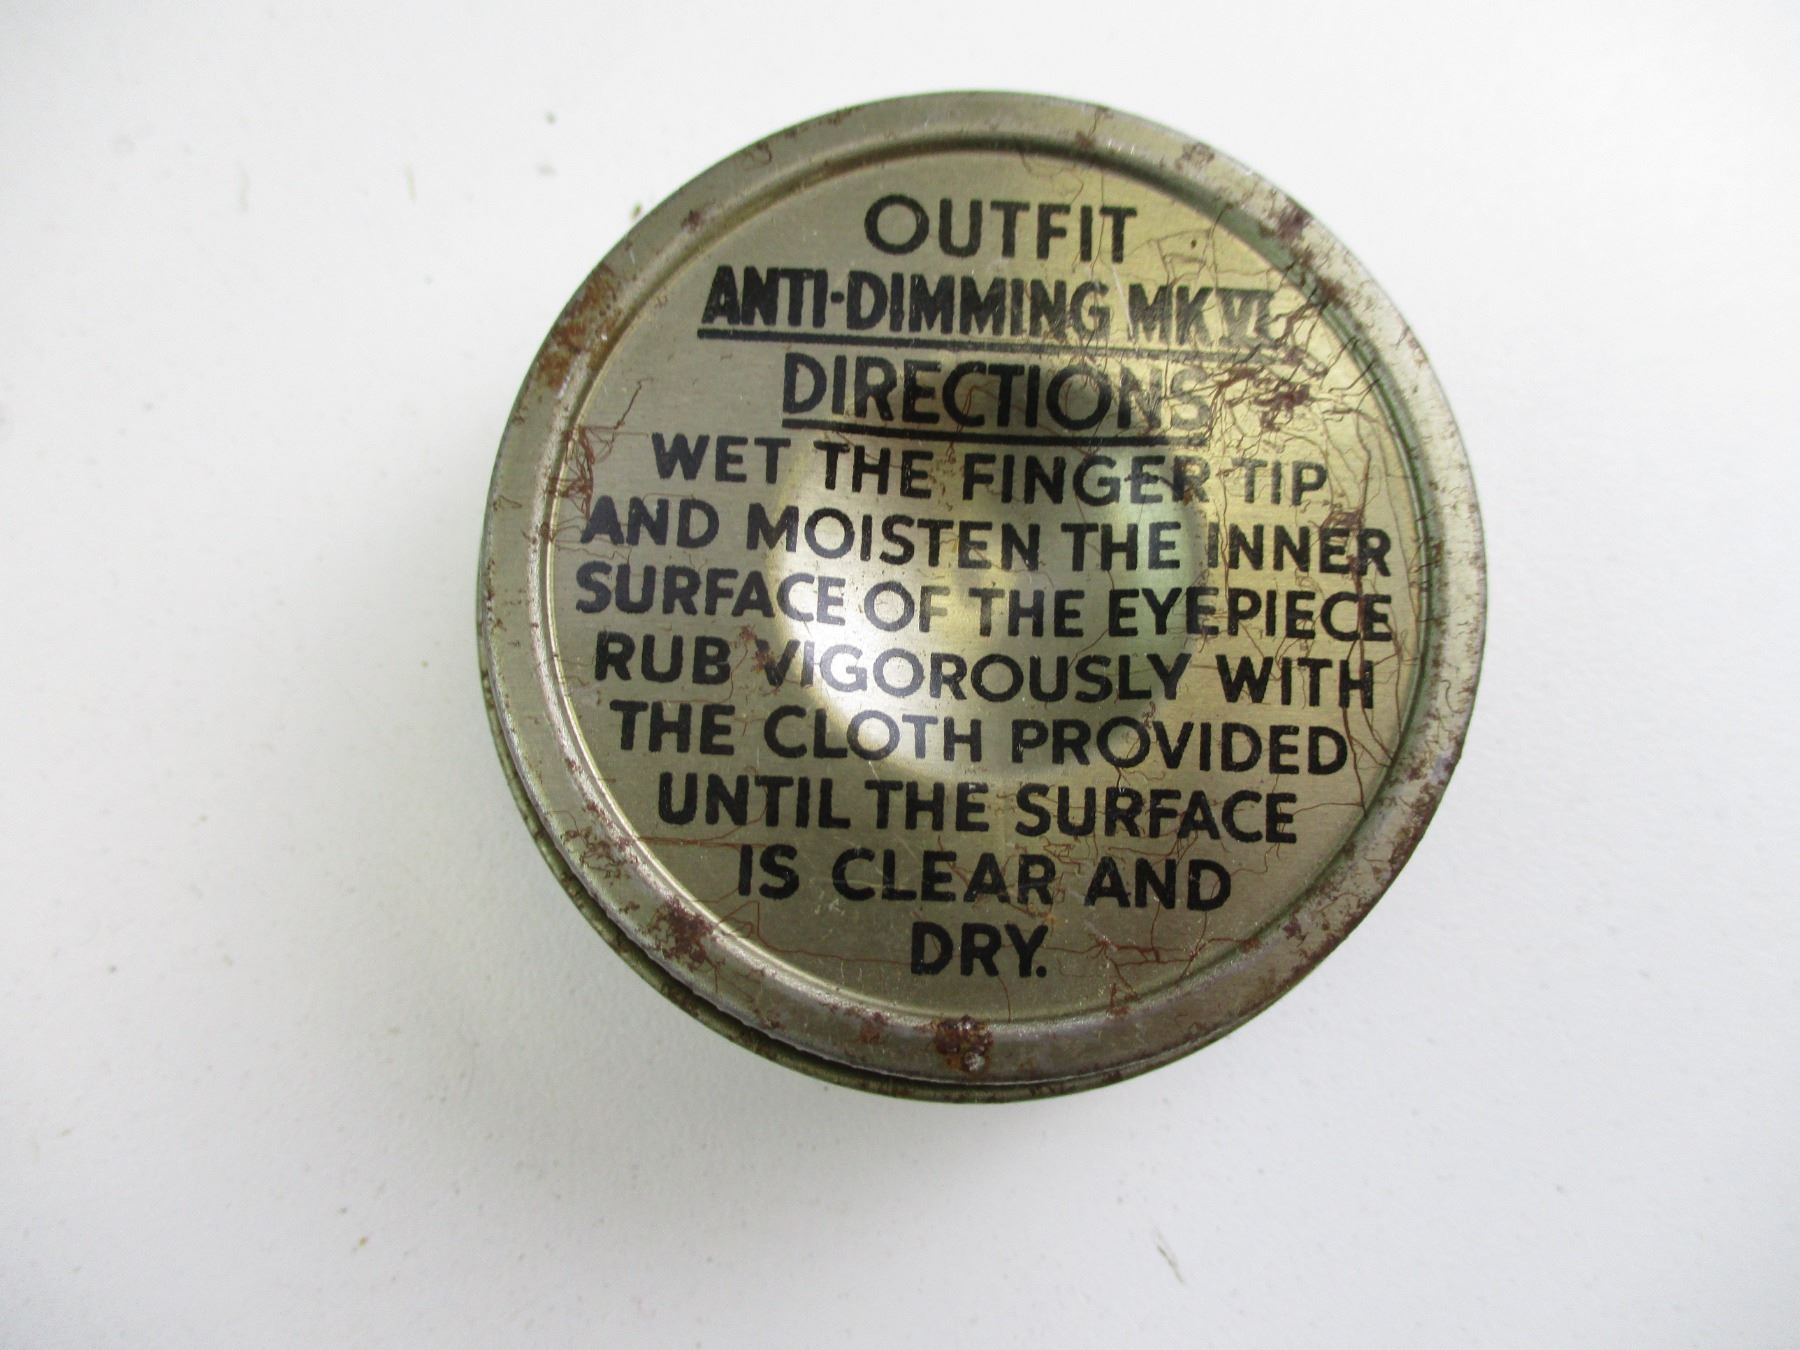 OUTFIT
ANTI-DIMMING MK VI
DIRECTIONS
WET THE FINGER TIP
AND MOISTEN THE INNER
SURFACE OF THE EYEPIECE
RUB VIGOROUSLY WITH
THE CLOTH PROVIDED
UNTIL THE SURFACE
IS CLEAR AND
DRY.